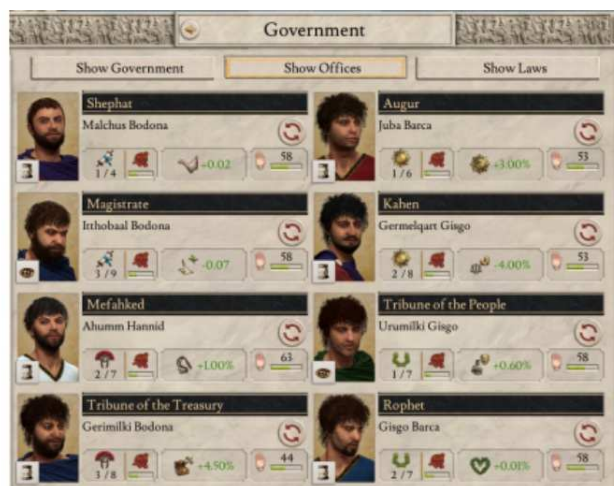 Government
Show Government
Show Offices
Show Laws
Shephat
Malchus Bodona
1/4
+0.02
58
Augur
Juba Barca
1/6
+3.00%
53
Magistrate
Itthobaal Bodona
3/9
-0.07
58
Kahen
Germelqart Gisgo
2/8
-4.00%
53
Mefahked
Ahumm Hannid
2/7
+1.00%
63
Tribune of the People
Urumilki Gisgo
1/7
+0.60%
58
Tribune of the Treasury
Gerimilki Bodona
3/8
+4.50%
44
Rophet
Gisgo Barca
2/7
+0.01%
58